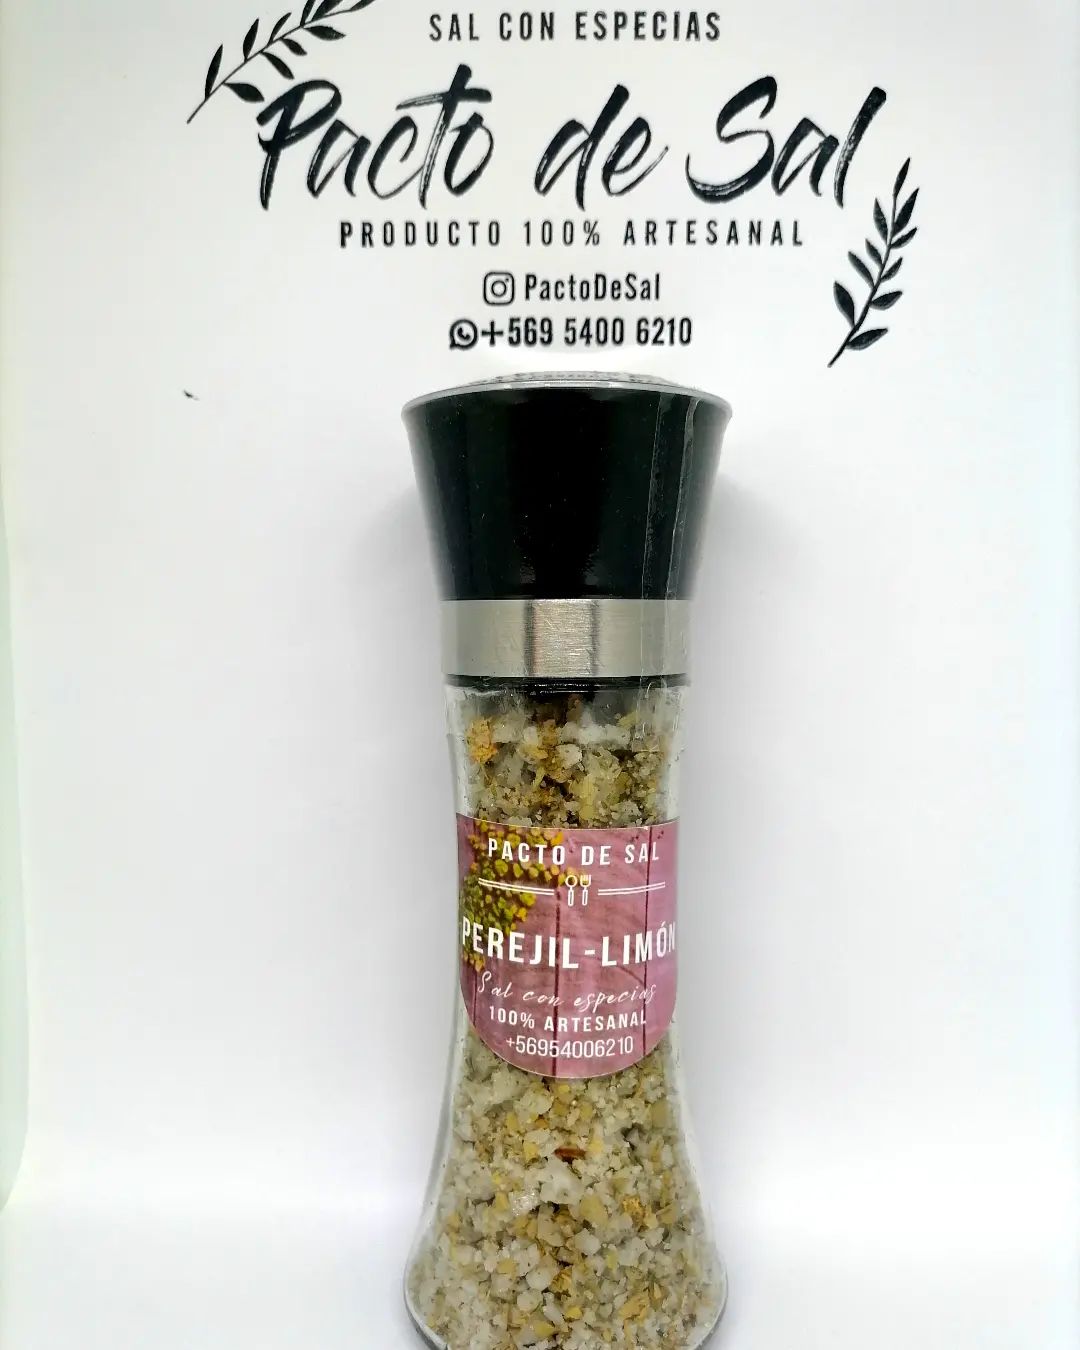 SAL CON ESPECIAS
Pacto de Sal
PRODUCTO 100% ARTESANAL
PactoDeSal
+569 5400 6210
PACTO DE SAL
PEREJIL-LIMÓN
Sal con especias
100% ARTESANAL
+56954006210